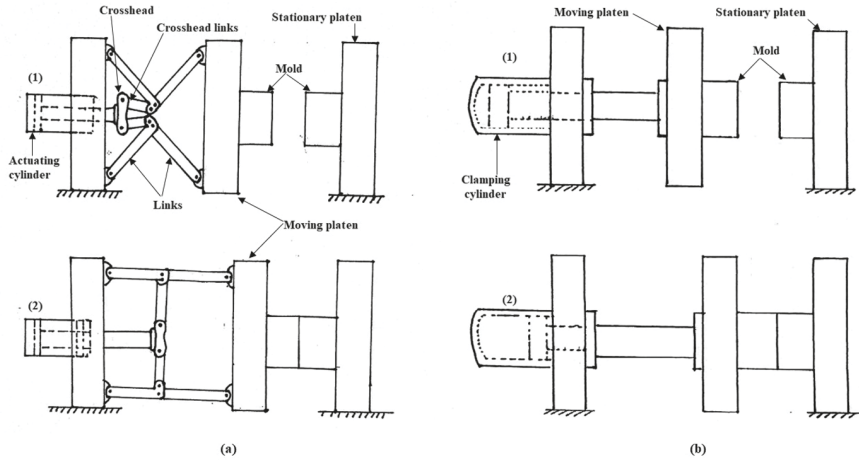 Crosshead
Crosshead links
Stationary platen
(1)
Mold
Actuating
cylinder
Links
Moving platen
(2)
(a)
Moving platen
Stationary platen
(1)
Mold
Clamping
cylinder
(2)
(b)